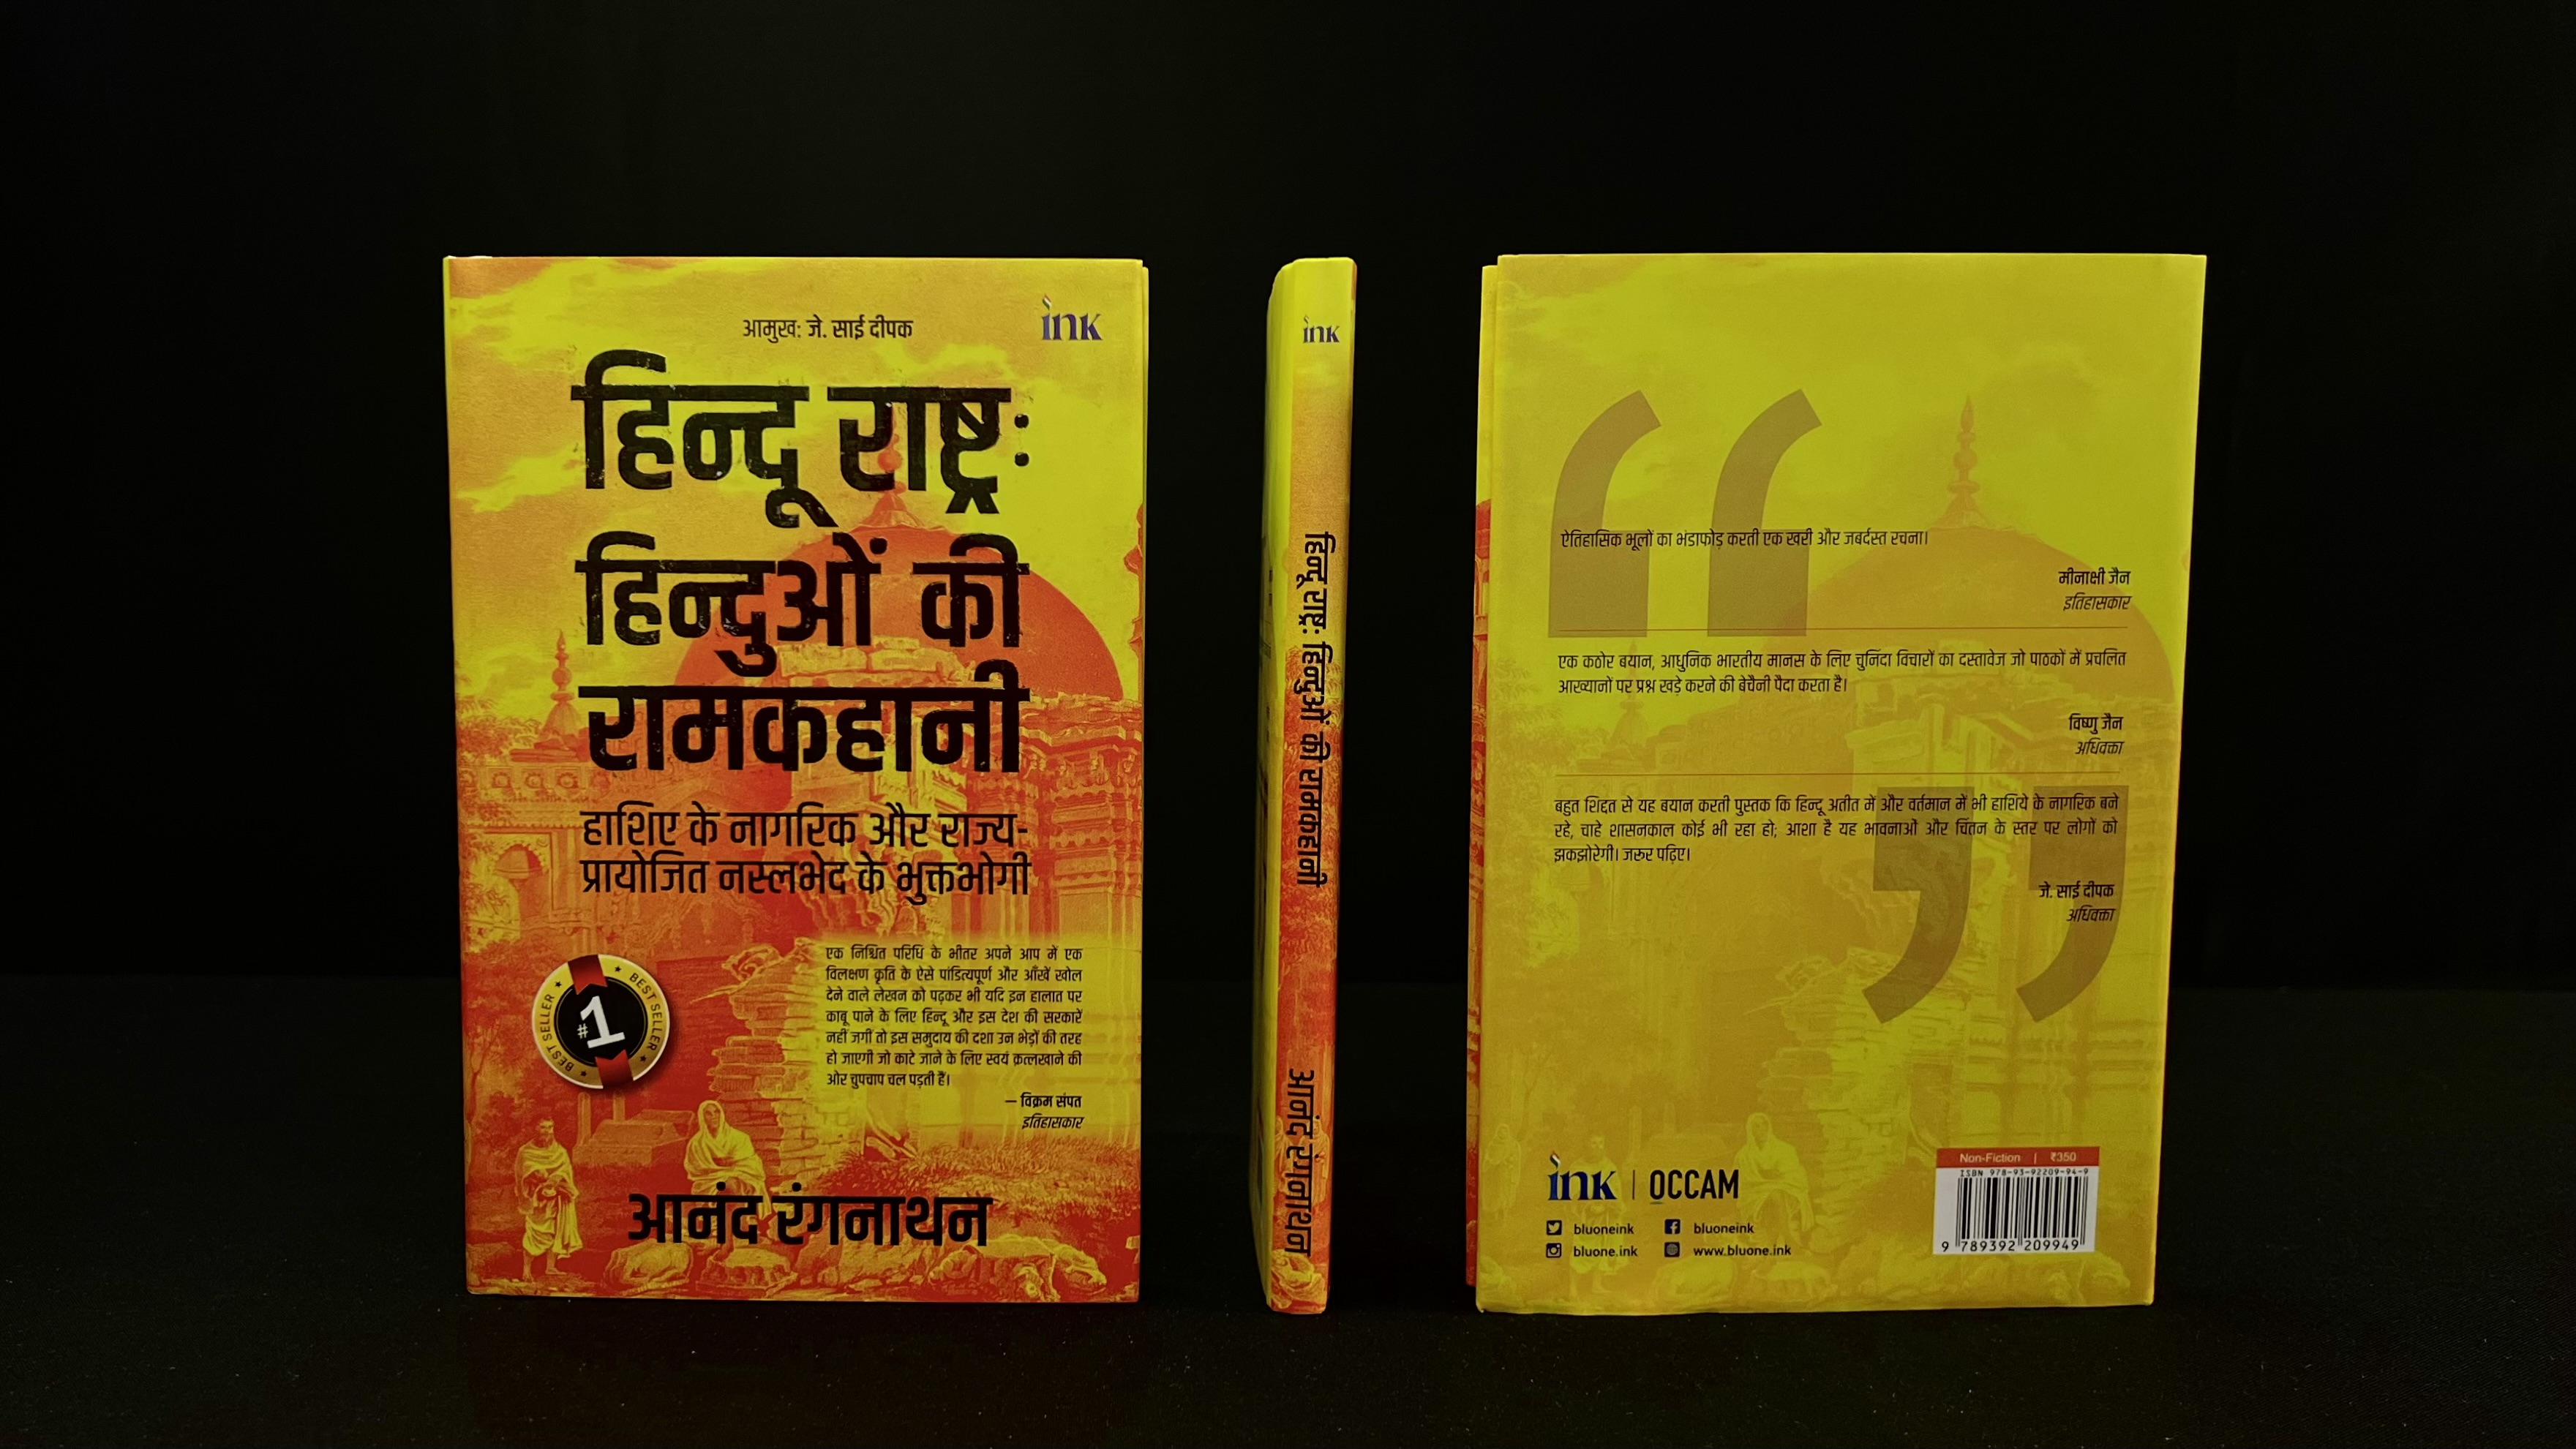 आमुख: जे. साई दीपक
ink
हिन्दू राष्ट्र:
हिन्दुओं की
रामकहानी
हाशिए के नागरिक और राज्य-
प्रायोजित नस्लभेद के भुक्तभोगी
एक निश्चित परिधि के भीतर अपने आप में एक
विलक्षण कृति के ऐसे पांडित्यपूर्ण और आँखें खोल
देने वाले लेखन को पढ़कर भी यदि इन हालात पर
काबू पाने के लिए हिन्दू और इस देश की सरकारें
नहीं जगीं तो इस समुदाय की दशा उन भेड़ों की तरह
हो जाएगी जो काटे जाने के लिए स्वयं क़त्लखाने की
ओर चुपचाप चल पड़ती हैं।
— विक्रम संपत
इतिहासकार
BEST SELLER
#1
BEST SELLER
आनंद रंगनाथन
ink
हिन्दू राष्ट्र: हिन्दुओं की रामकहानी
आनंद रंगनाथन
ऐतिहासिक भूलों का भंडाफोड़ करती एक खरी और जबर्दस्त रचना।
मीनाक्षी जैन
इतिहासकार
एक कठोर बयान, आधुनिक भारतीय मानस के लिए चुनिंदा विचारों का दस्तावेज जो पाठकों में प्रचलित
आख्यानों पर प्रश्न खड़े करने की बेचैनी पैदा करता है।
विष्णु जैन
अधिवक्ता
बहुत शिद्दत से यह बयान करती पुस्तक कि हिन्दू अतीत में और वर्तमान में भी हाशिये के नागरिक बने
रहे, चाहे शासनकाल कोई भी रहा हो; आशा है यह भावनाओं और चिंतन के स्तर पर लोगों को
झकझोरेगी। जरूर पढ़िए।
जे. साई दीपक
अधिवक्ता
ink | OCCAM
bluoneink bluoneink
bluone.ink www.bluone.ink
Non-Fiction | ₹350
ISBN 978-93-92209-94-9
9 789392 209949